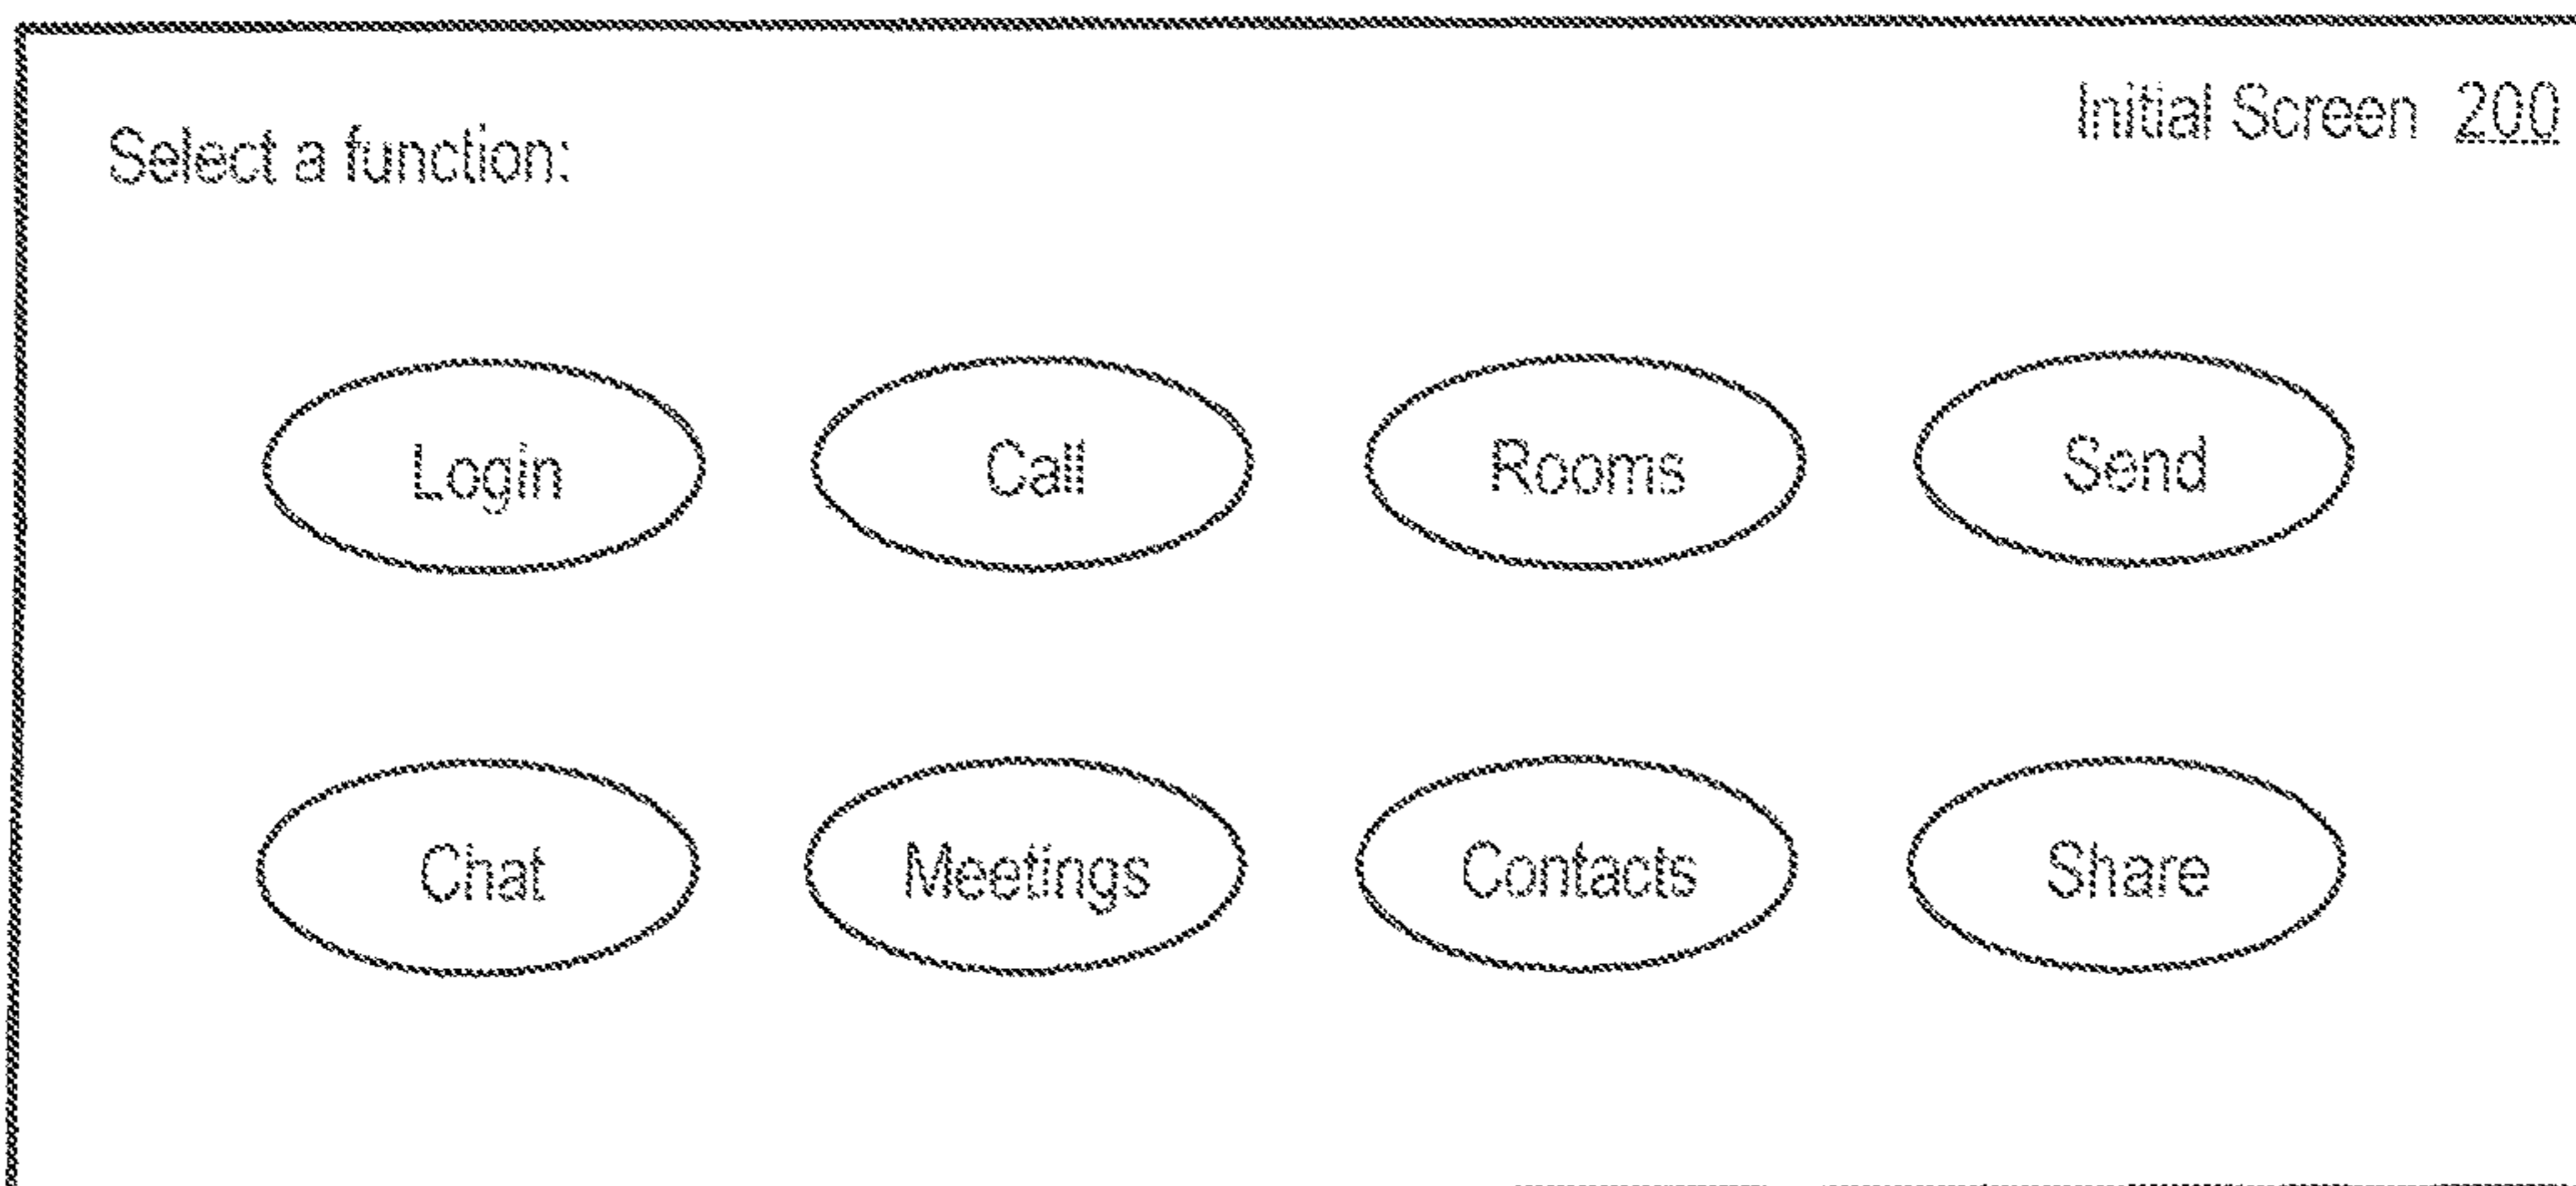 Initial Screen 200
Select a function:
Login Call Rooms Send
Chat Meetings Contacts Share